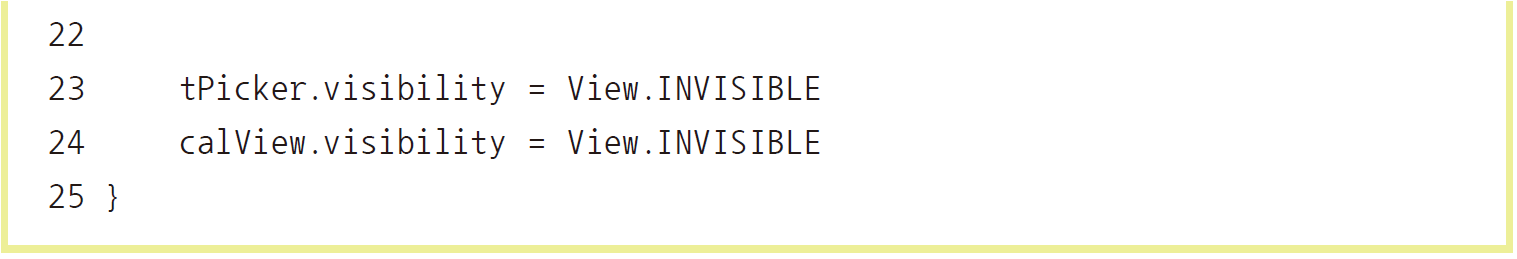 22
23     tPicker.visibility = View.INVISIBLE
24     calView.visibility = View.INVISIBLE
25 }